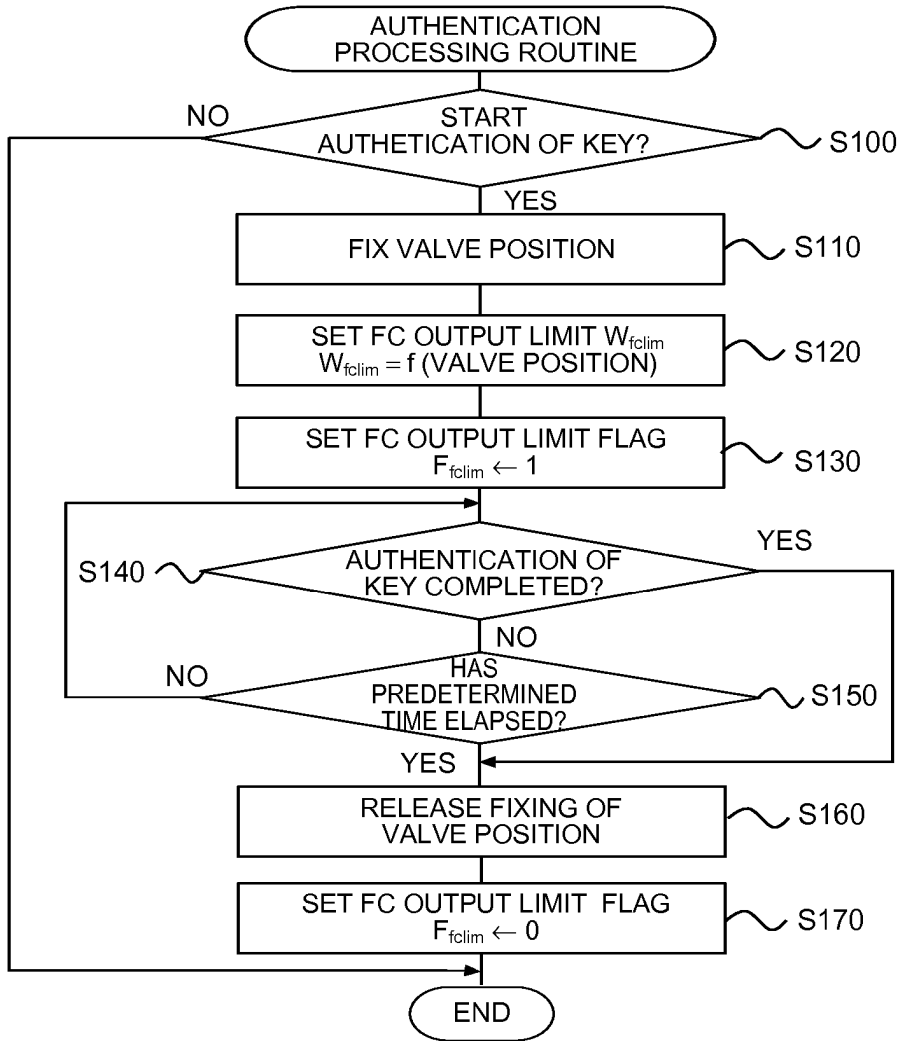 AUTHENTICATION
PROCESSING ROUTINE
NO
START
AUTHETICATION OF KEY?
S100
YES
FIX VALVE POSITION
S110
SET FC OUTPUT LIMIT Wfclim
Wfclim = f (VALVE POSITION)
S120
SET FC OUTPUT LIMIT FLAG
Ffclim ← 1
S130
S140
AUTHENTICATION OF
KEY COMPLETED?
YES
NO
NO
HAS
PREDETERMINED
TIME ELAPSED?
S150
YES
RELEASE FIXING OF
VALVE POSITION
S160
SET FC OUTPUT LIMIT FLAG
Ffclim ← 0
S170
END